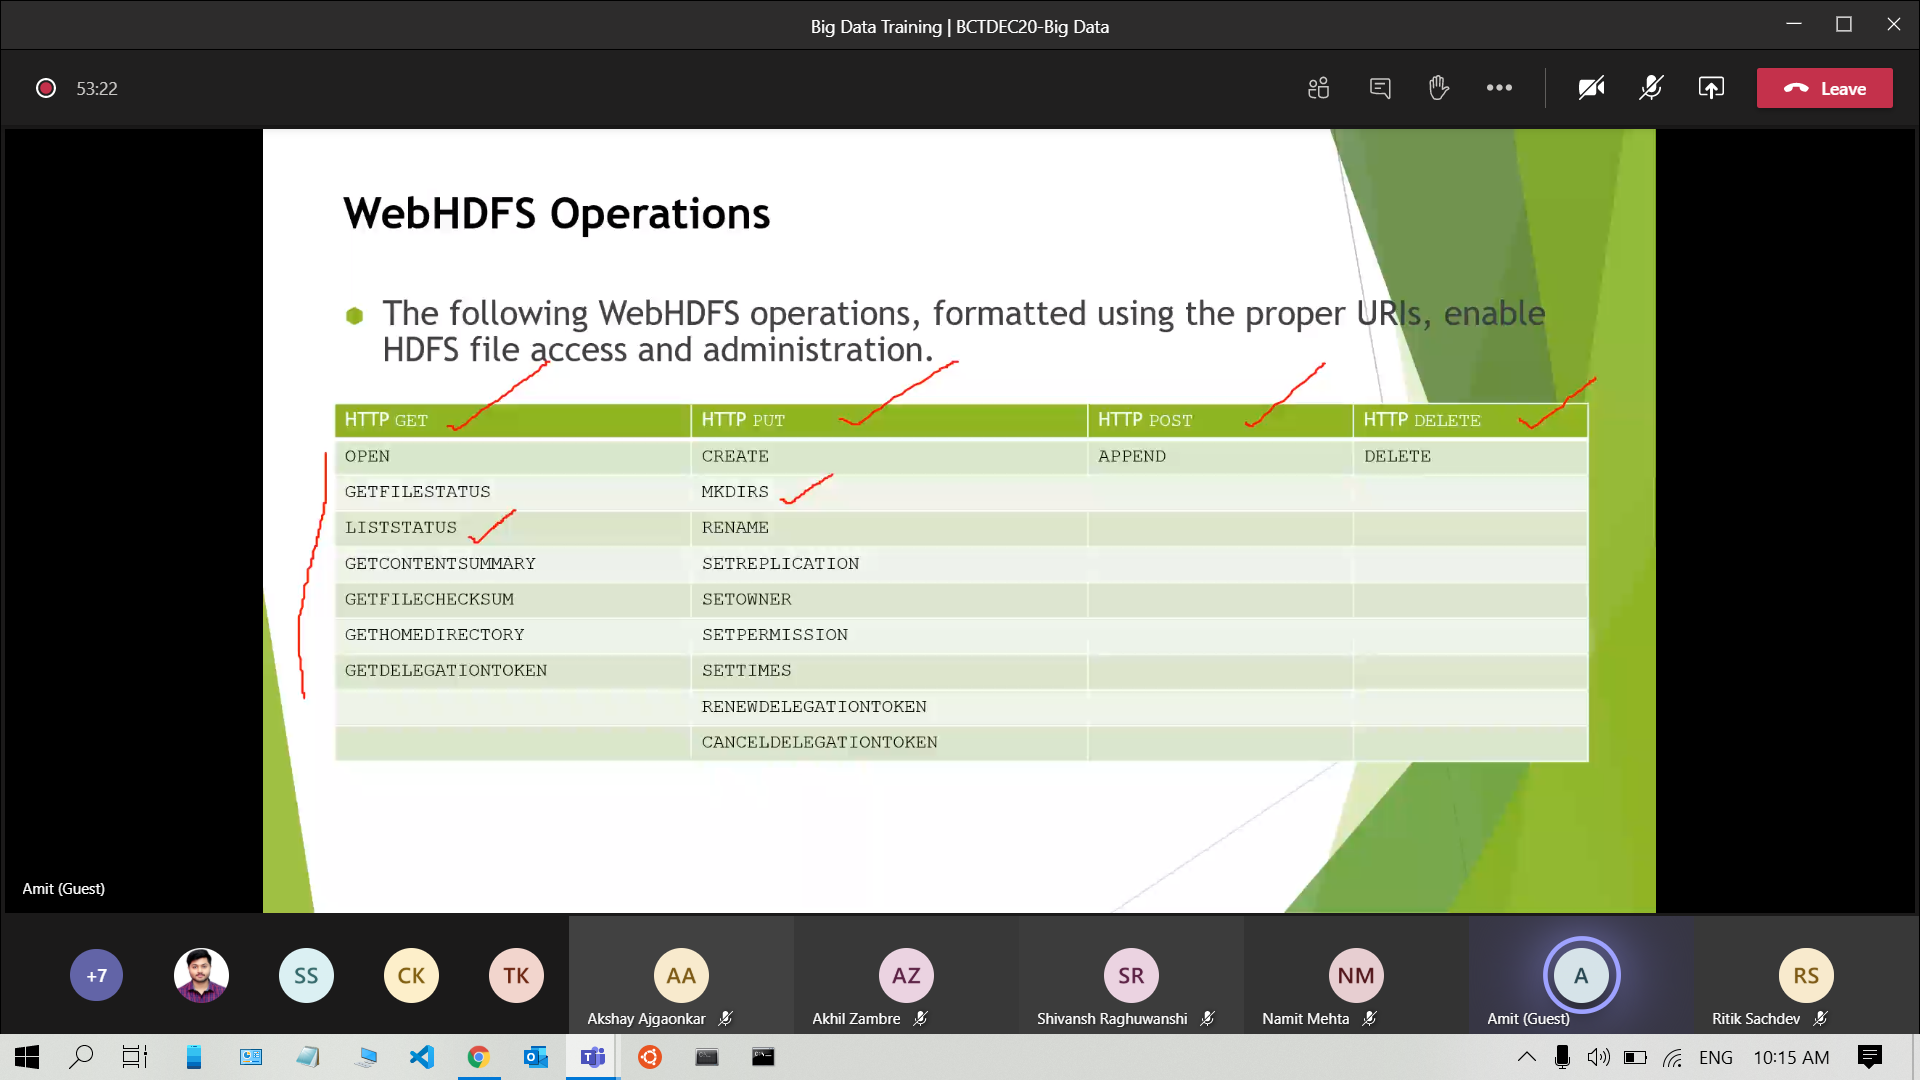 Big Data Training | BCTDEC20-Big Data
53:22
Leave
WebHDFS Operations
The following WebHDFS operations, formatted using the proper URIs, enable
HDFS file access and administration.
HTTP GET HTTP PUT HTTP POST HTTP DELETE
OPEN CREATE APPEND DELETE
GETFILESTATUS MKDIRS
LISTSTATUS RENAME
GETCONTENTSUMMARY SETREPLICATION
GETFILECHECKSUM SETOWNER
GETHOMEDIRECTORY SETPERMISSION
GETDELEGATIONTOKEN SETTIMES
RENEWDELEGATIONTOKEN
CANCELDELEGATIONTOKEN
Amit (Guest)
+7 SS CK TK AA AZ SR NM A RS
Akshay Ajgaonkar Akhil Zambre Shivansh Raghuwanshi Namit Mehta Amit (Guest) Ritik Sachdev
ENG 10:15 AM